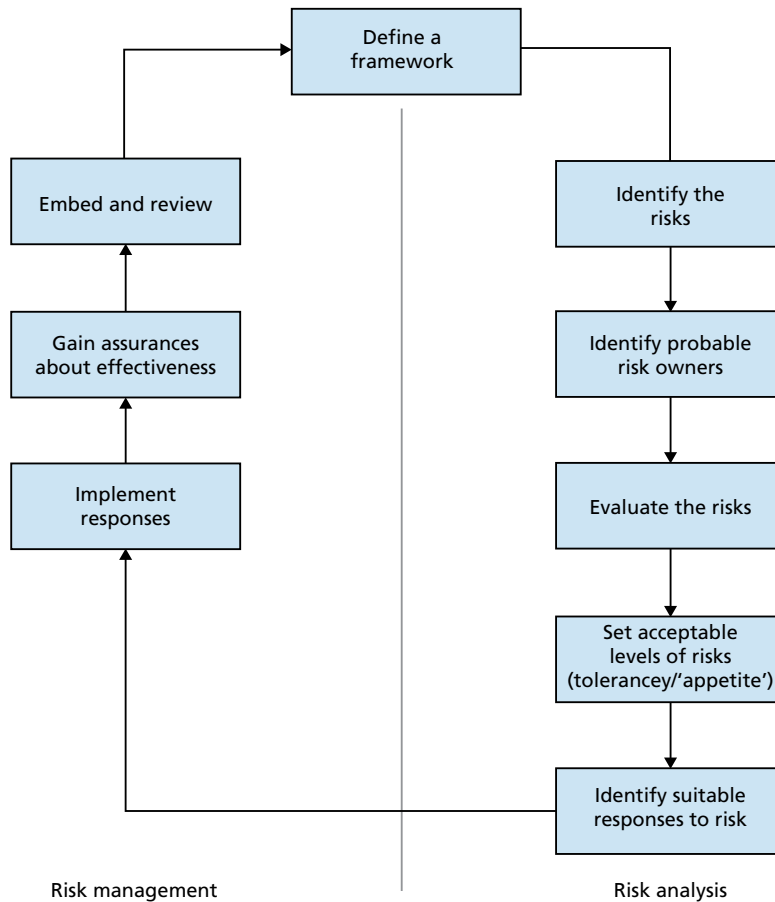 Define a
framework
Identify the
risks
Identify probable
risk owners
Evaluate the risks
Set acceptable
levels of risks
(tolerancey/‘appetite’)
Identify suitable
responses to risk
Implement
responses
Gain assurances
about effectiveness
Embed and review
Risk management
Risk analysis